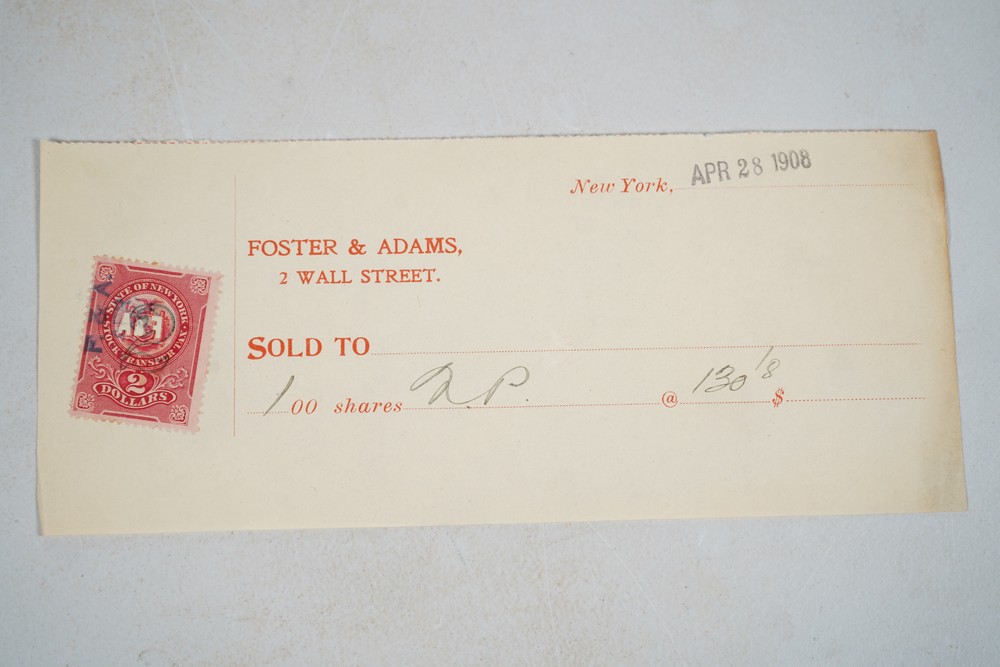 New York, APR 28 1908
FOSTER & ADAMS,
2 WALL STREET.
SOLD TO
100 shares N.P. @ 130 1/8 $
F & A.
STATE OF NEW YORK
STOCK TRANSFER TAX
2
DOLLARS